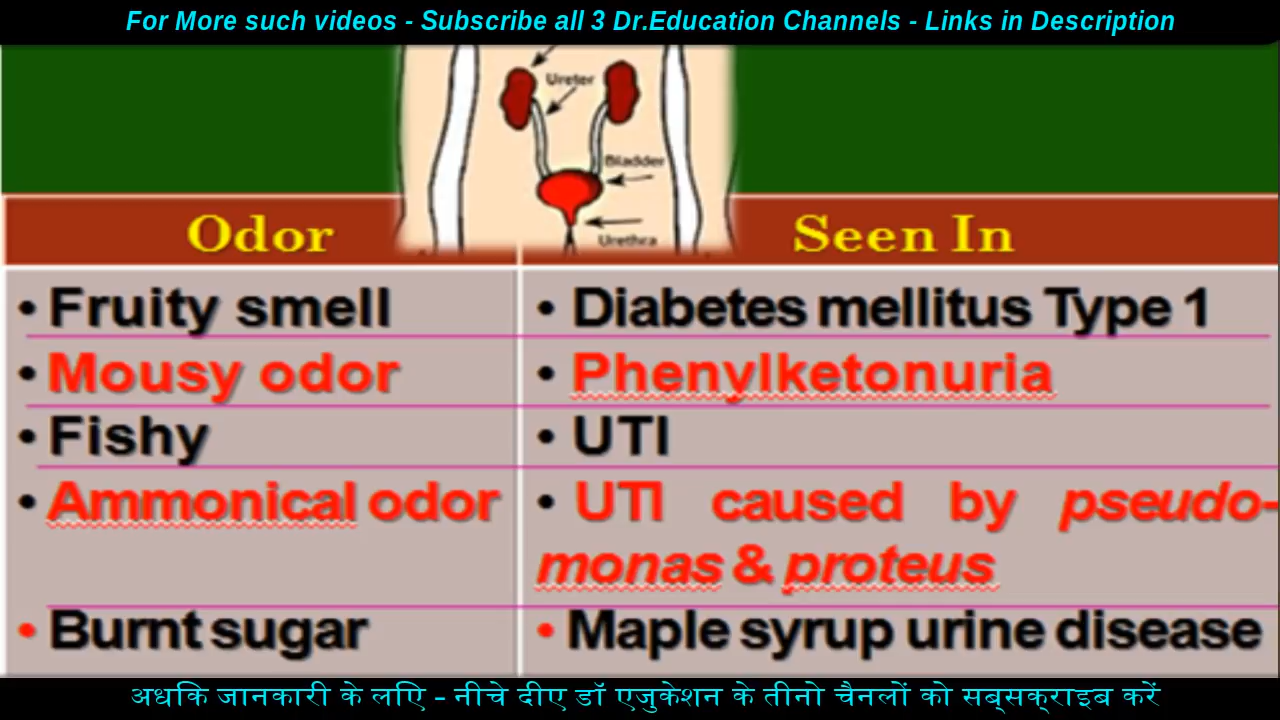 For More such videos - Subscribe all 3 Dr.Education Channels - Links in Description
Ureter
Bladder
Urethra
Odor
Seen In
• Fruity smell
• Diabetes mellitus Type 1
• Mousy odor
• Phenylketonuria
• Fishy
• UTI
• Ammonical odor
• UTI caused by pseudo-
monas & proteus
• Burnt sugar
• Maple syrup urine disease
अधकि जानकारी के लएि - नीचे दीए डॉ एजुकेशन के तीनो चैनलों को सब्सक्राइब करें